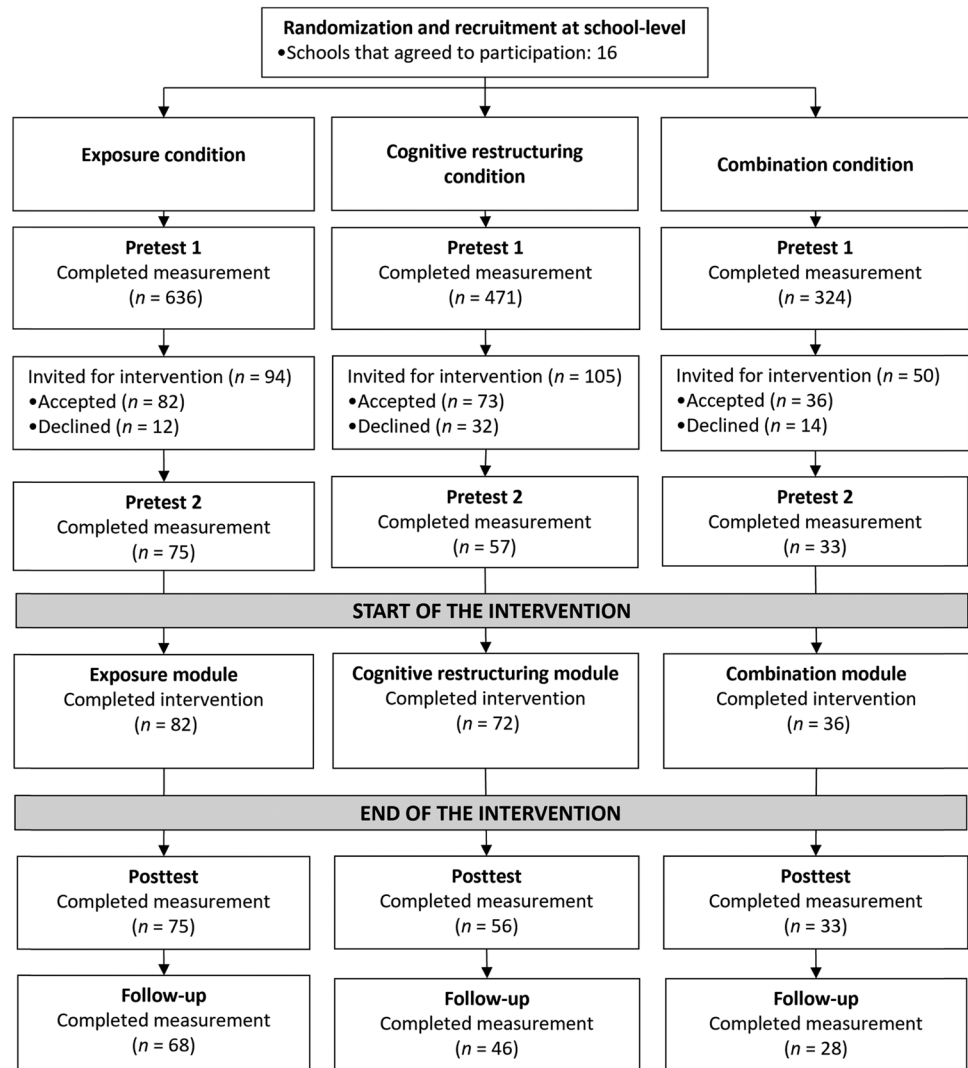 Randomization and recruitment at school-level
•Schools that agreed to participation: 16
Exposure condition
Cognitive restructuring
condition
Combination condition
Pretest 1
Completed measurement
(n = 636)
Pretest 1
Completed measurement
(n = 471)
Pretest 1
Completed measurement
(n = 324)
Invited for intervention (n = 94)
•Accepted (n = 82)
•Declined (n = 12)
Invited for intervention (n = 105)
•Accepted (n = 73)
•Declined (n = 32)
Invited for intervention (n = 50)
•Accepted (n = 36)
•Declined (n = 14)
Pretest 2
Completed measurement
(n = 75)
Pretest 2
Completed measurement
(n = 57)
Pretest 2
Completed measurement
(n = 33)
START OF THE INTERVENTION
Exposure module
Completed intervention
(n = 82)
Cognitive restructuring module
Completed intervention
(n = 72)
Combination module
Completed intervention
(n = 36)
END OF THE INTERVENTION
Posttest
Completed measurement
(n = 75)
Posttest
Completed measurement
(n = 56)
Posttest
Completed measurement
(n = 33)
Follow-up
Completed measurement
(n = 68)
Follow-up
Completed measurement
(n = 46)
Follow-up
Completed measurement
(n = 28)